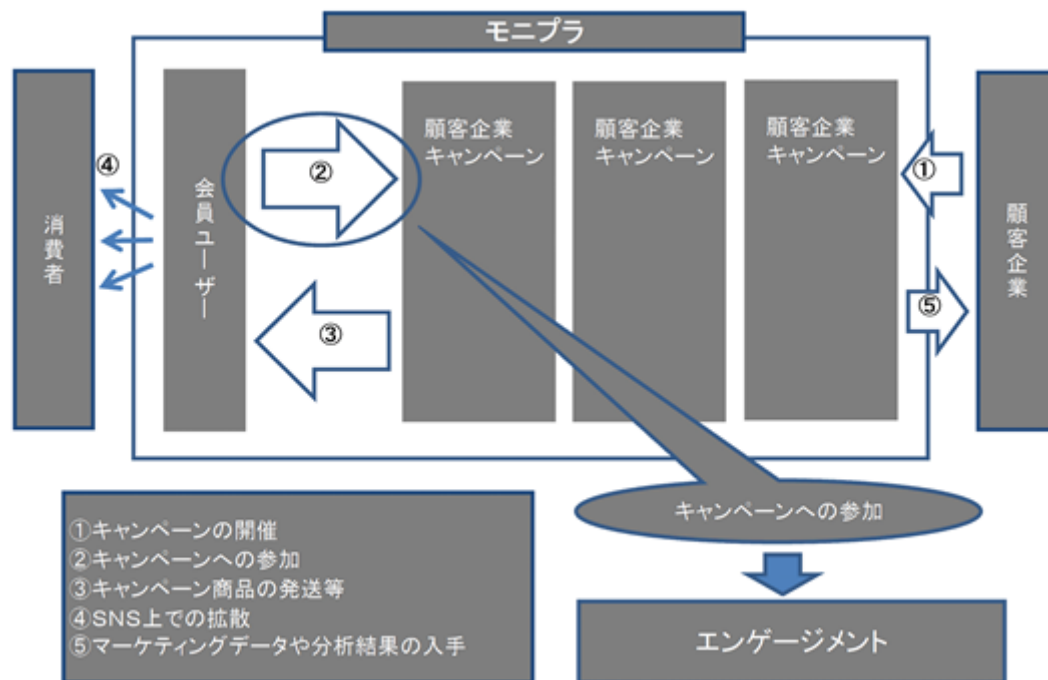 モニプラ
消費者
④
会員ユーザー
②
③
顧客企業
キャンペーン
顧客企業
キャンペーン
顧客企業
キャンペーン
①
⑤
顧客企業
キャンペーンへの参加
エンゲージメント
①キャンペーンの開催
②キャンペーンへの参加
③キャンペーン商品の発送等
④SNS上での拡散
⑤マーケティングデータや分析結果の入手